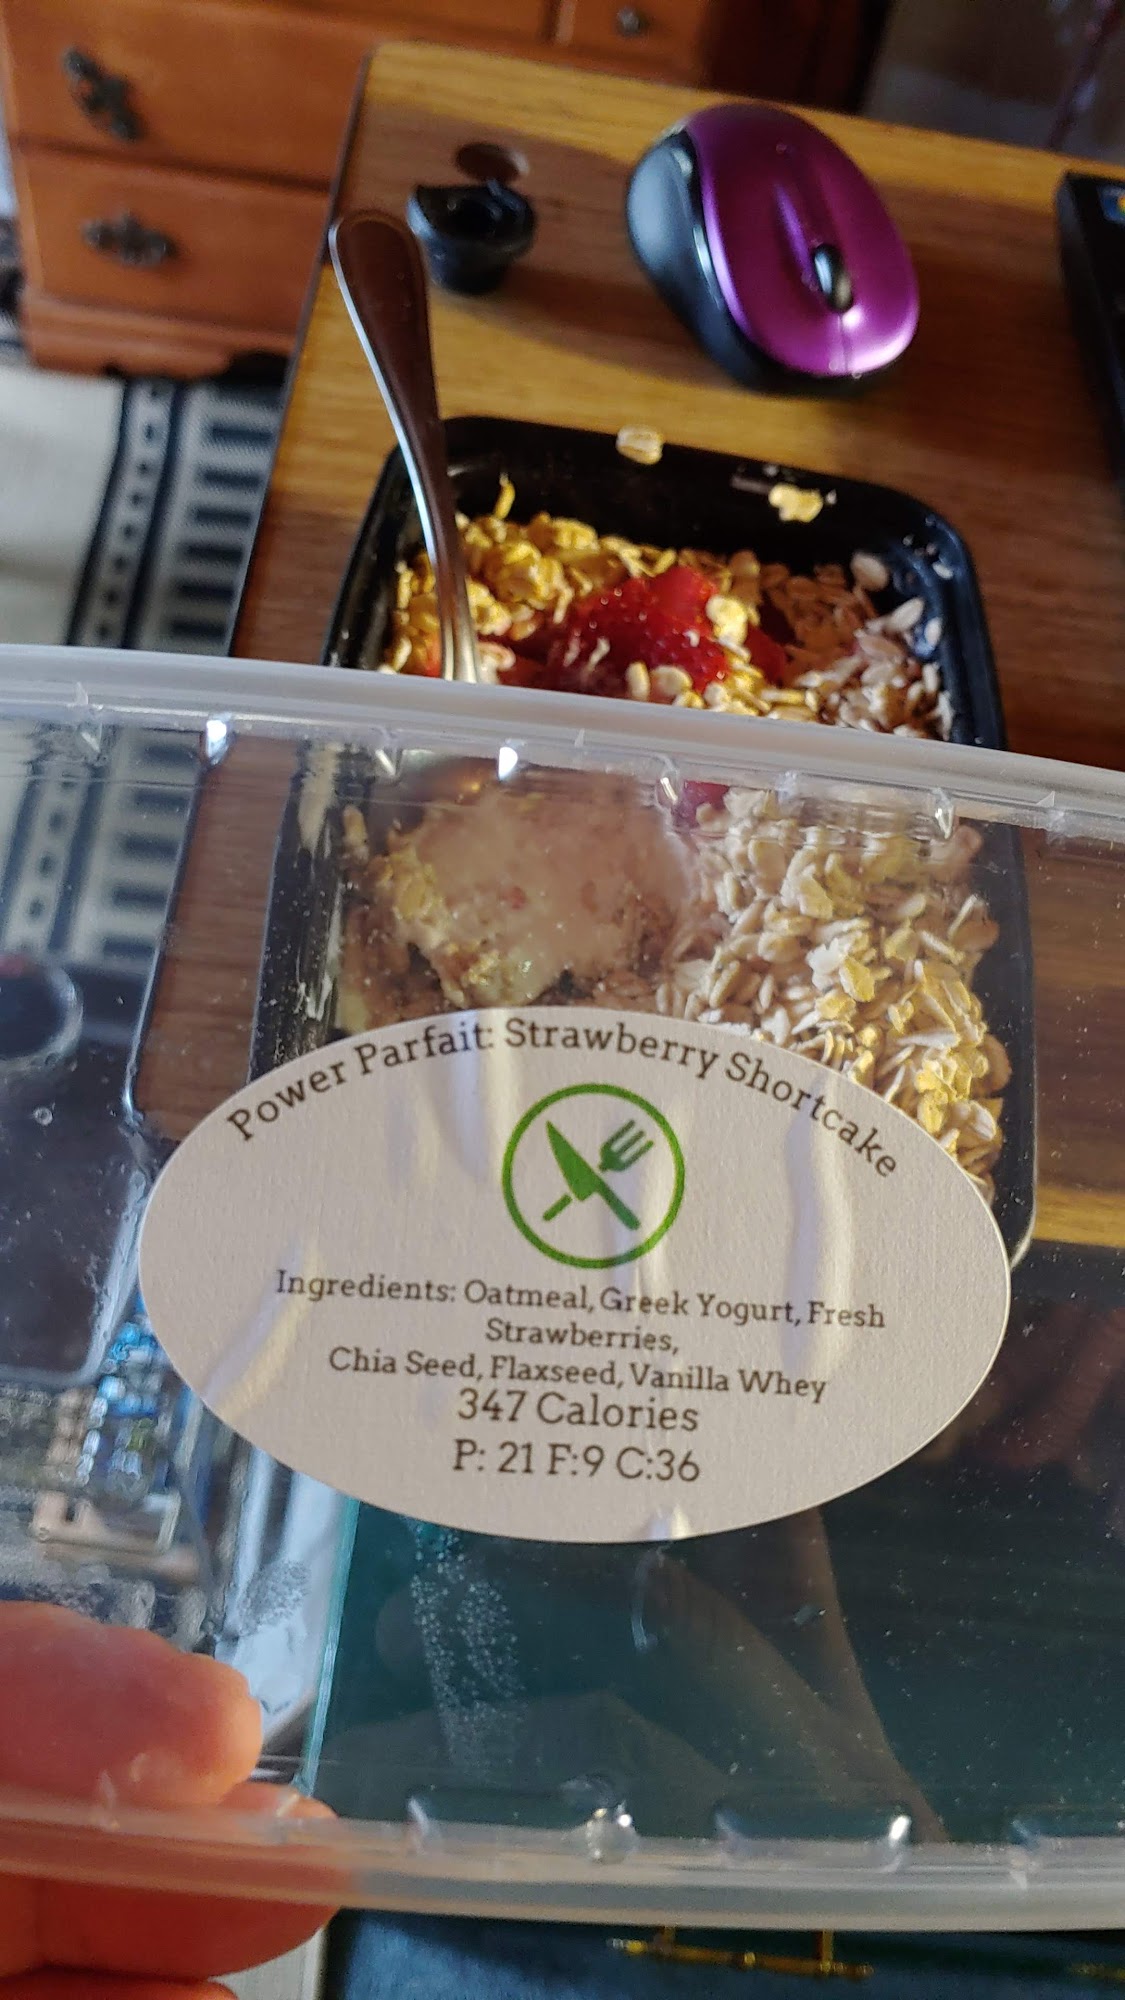 Power Parfait: Strawberry Shortcake
Ingredients: Oatmeal, Greek Yogurt, Fresh
Strawberries,
Chia Seed, Flaxseed, Vanilla Whey
347 Calories
P: 21 F:9 C:36